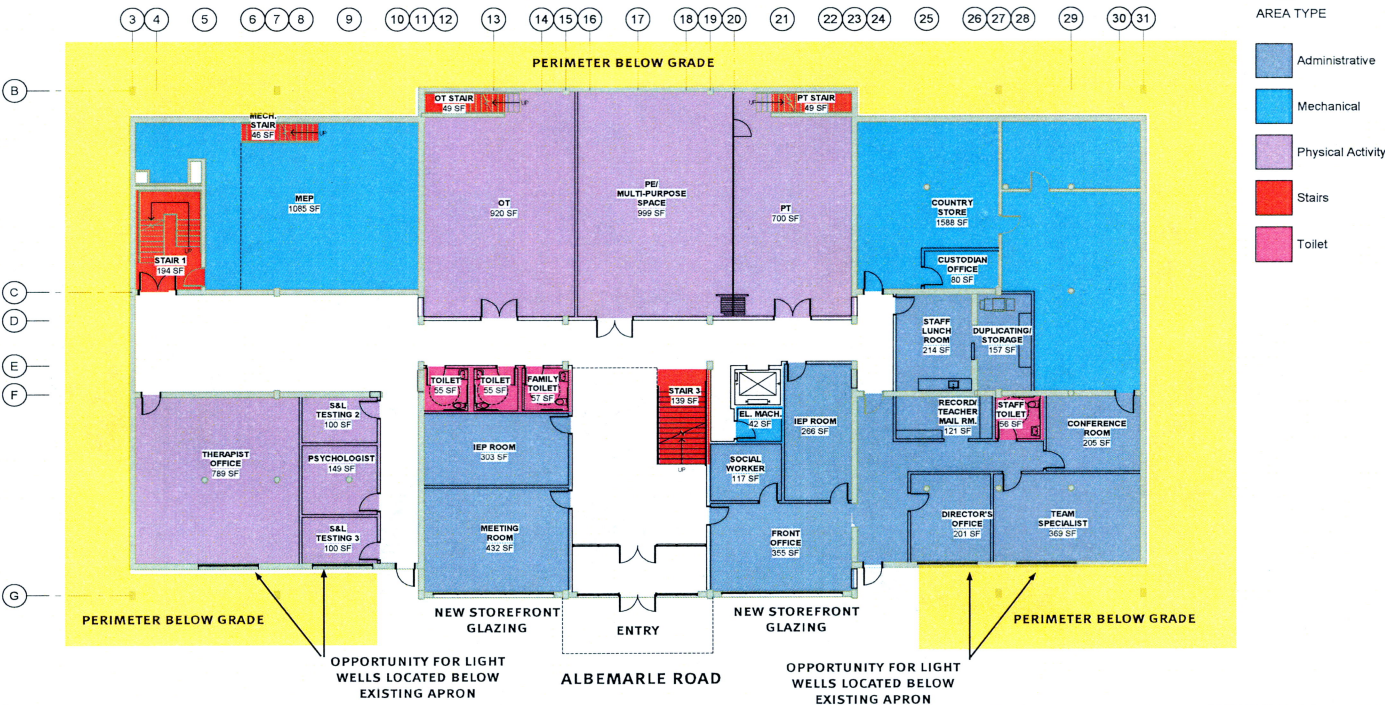 3 4 5 6 7 8 9 10 11 12 13 14 15 16 17 18 19 20 21 22 23 24 25 26 27 28 29 30 31
AREA TYPE
Administrative
Mechanical
Physical Activity
Stairs
Toilet
PERIMETER BELOW GRADE
B
C
D
E
F
G
MECH.
STAIR
46 SF
UP
OT STAIR
49 SF
UP
PT STAIR
49 SF
UP
MEP
1085 SF
STAIR 1
194 SF
UP
OT
920 SF
PE/
MULTI-PURPOSE
SPACE
999 SF
PT
700 SF
COUNTRY
STORE
1588 SF
CUSTODIAN
OFFICE
80 SF
STAFF
LUNCH
ROOM
214 SF
DUPLICATING/
STORAGE
157 SF
TOILET
55 SF
TOILET
55 SF
FAMILY
TOILET
57 SF
STAIR 3
139 SF
UP
EL. MACH.
42 SF
IEP ROOM
266 SF
RECORD/
TEACHER
MAIL RM.
121 SF
STAFF
TOILET
56 SF
CONFERENCE
ROOM
205 SF
THERAPIST
OFFICE
789 SF
S&L
TESTING 2
100 SF
PSYCHOLOGIST
149 SF
S&L
TESTING 3
100 SF
IEP ROOM
303 SF
MEETING
ROOM
432 SF
SOCIAL
WORKER
117 SF
FRONT
OFFICE
355 SF
DIRECTOR'S
OFFICE
201 SF
TEAM
SPECIALIST
369 SF
PERIMETER BELOW GRADE
NEW STOREFRONT
GLAZING
ENTRY
NEW STOREFRONT
GLAZING
PERIMETER BELOW GRADE
OPPORTUNITY FOR LIGHT
WELLS LOCATED BELOW
EXISTING APRON
ALBEMARLE ROAD
OPPORTUNITY FOR LIGHT
WELLS LOCATED BELOW
EXISTING APRON